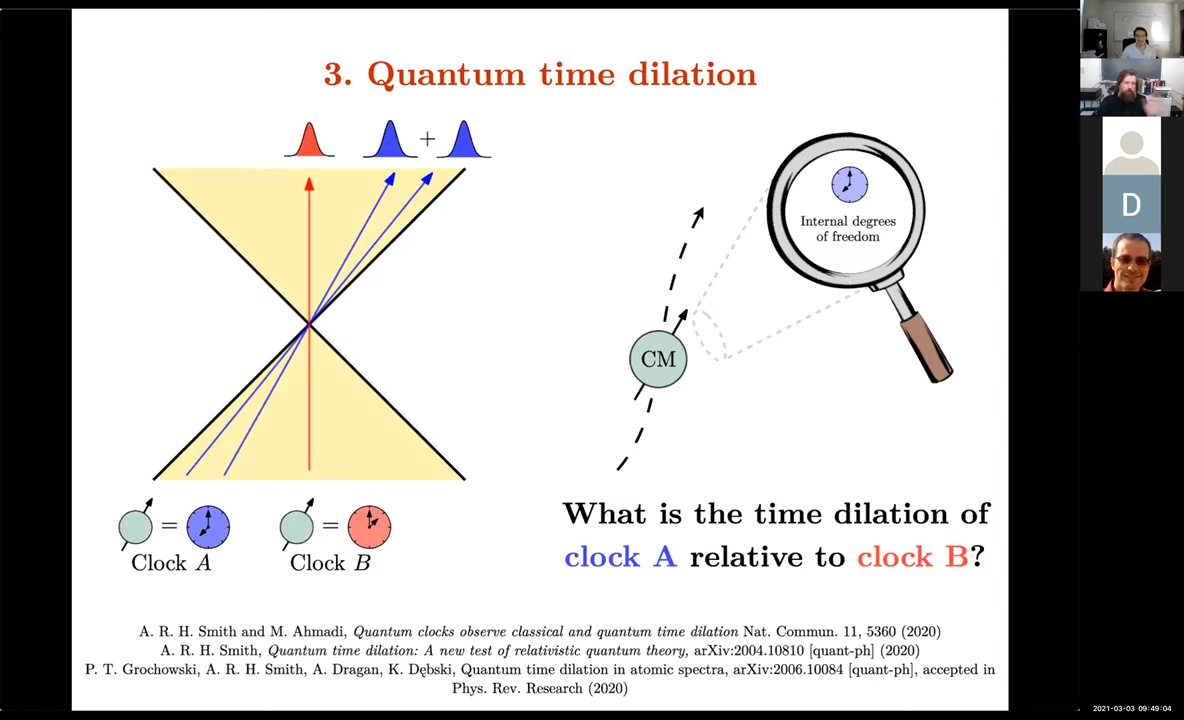 3. Quantum time dilation
+
Internal degrees
of freedom
CM
=
Clock A
=
Clock B
What is the time dilation of
clock A relative to clock B?
A. R. H. Smith and M. Ahmadi, Quantum clocks observe classical and quantum time dilation Nat. Commun. 11, 5360 (2020)
A. R. H. Smith, Quantum time dilation: A new test of relativistic quantum theory, arXiv:2004.10810 [quant-ph] (2020)
P. T. Grochowski, A. R. H. Smith, A. Dragan, K. Dębski, Quantum time dilation in atomic spectra, arXiv:2006.10084 [quant-ph], accepted in
Phys. Rev. Research (2020)
D
2021-03-03 09:49:04